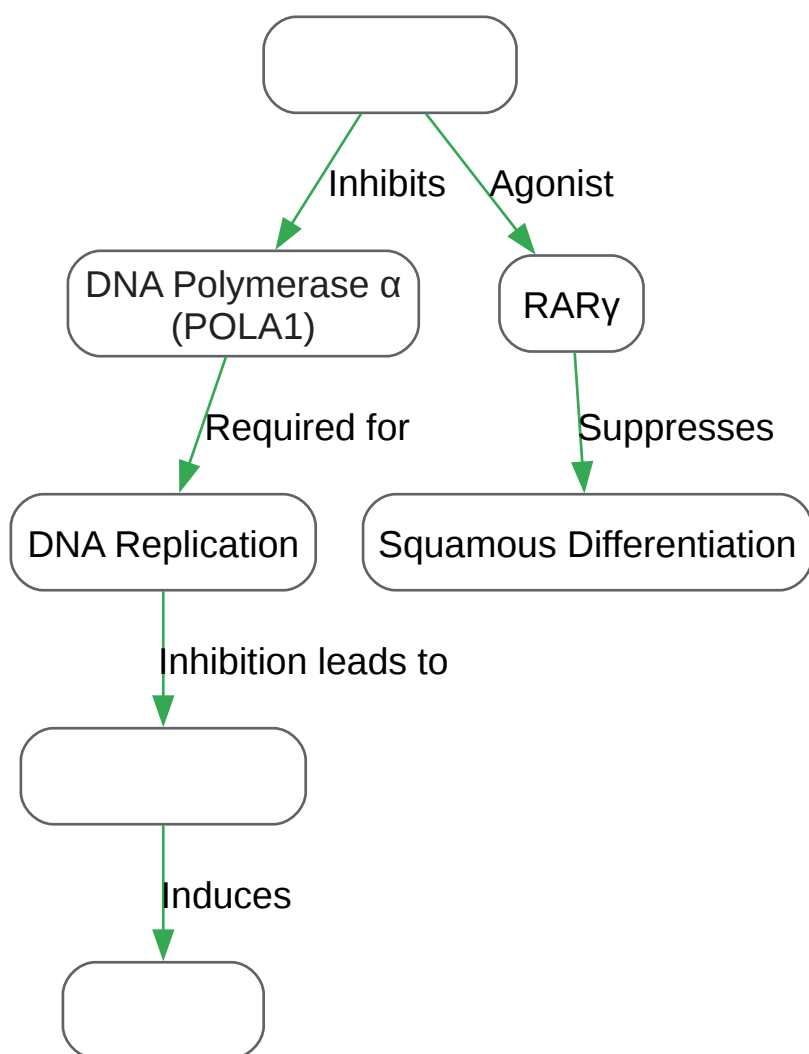 Inhibits
Agonist
DNA Polymerase α
(POLA1)
RARγ
Required for
Suppresses
DNA Replication
Squamous Differentiation
Inhibition leads to
Induces